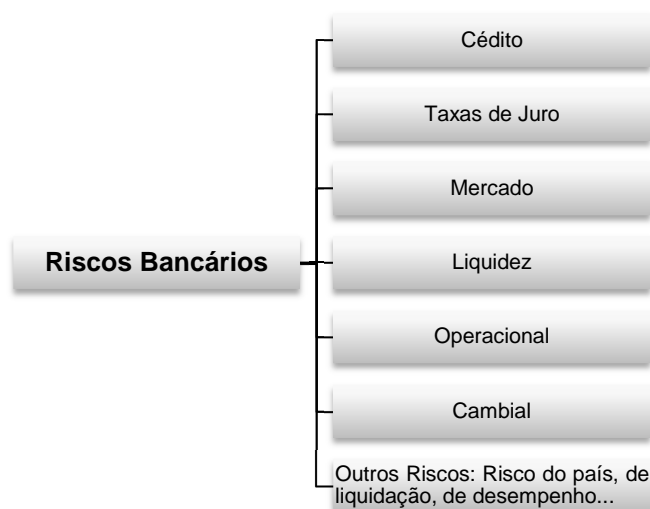 Cédito
Taxas de Juro
Mercado
Riscos Bancários
Liquidez
Operacional
Cambial
Outros Riscos: Risco do país, de
liquidação, de desempenho...